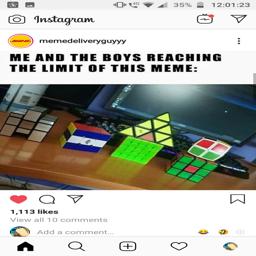 35% 12:01:23
Instagram
memedeliveryguyyy
ME AND THE BOYS REACHING
THE LIMIT OF THIS MEME:
1,113 likes
View all 10 comments
Add a comment...